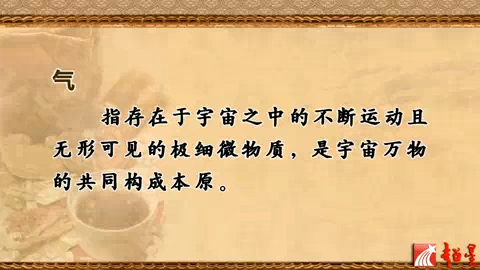 气
指存在于宇宙之中的不断运动且
无形可见的极细微物质，是宇宙万物
的共同构成本原。
超星